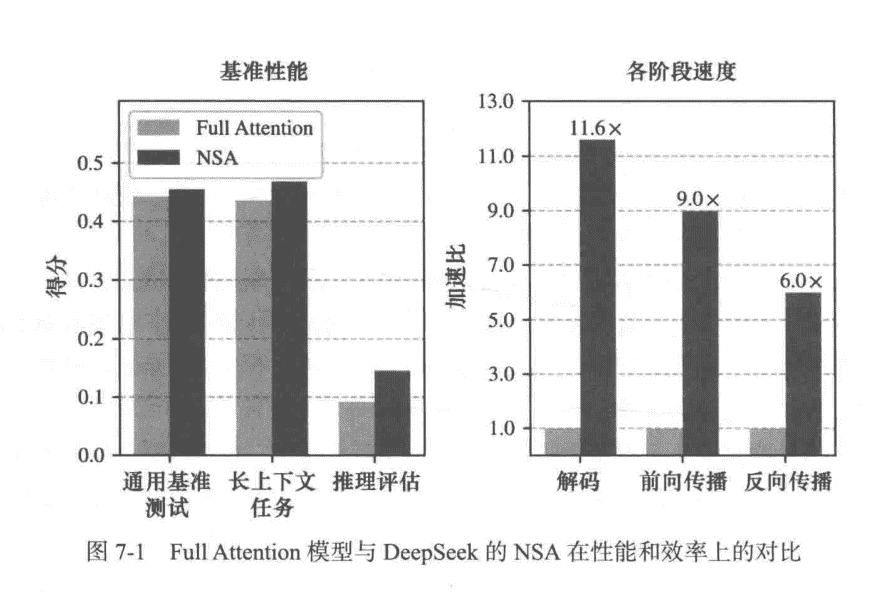 基准性能
Full Attention
NSA
得分
0.5
0.4
0.3
0.2
0.1
0.0
通用基准
测试
长上下文
任务
推理评估
各阶段速度
加速比
13.0
11.0
9.0
7.0
5.0
3.0
1.0
11.6×
9.0×
6.0×
解码
前向传播
反向传播
图 7-1 Full Attention 模型与 DeepSeek 的 NSA 在性能和效率上的对比